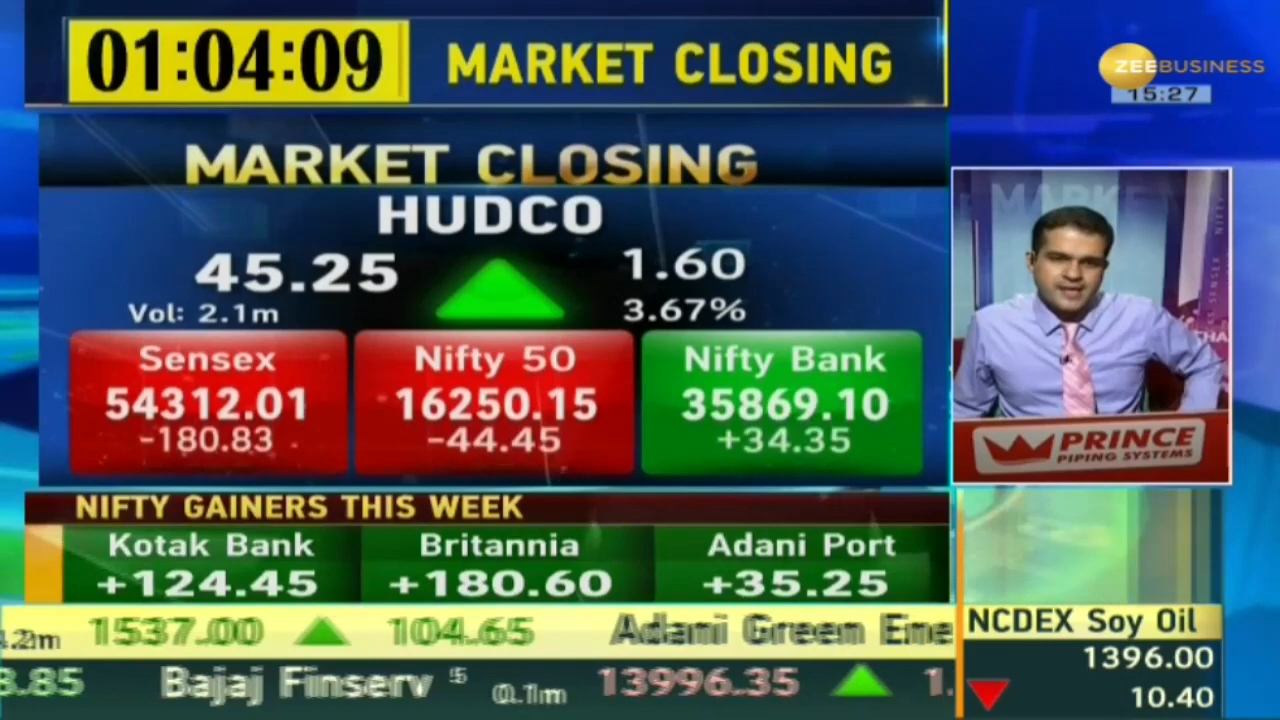 01:04:09 MARKET CLOSING
ZEEBUSINESS
15:27
MARKET CLOSING
HUDCO
45.25 1.60
Vol: 2.1m 3.67%
Sensex Nifty 50 Nifty Bank
54312.01 16250.15 35869.10
-180.83 -44.45 +34.35
PRINCE
PIPING SYSTEMS
NIFTY GAINERS THIS WEEK
Kotak Bank Britannia Adani Port
+124.45 +180.60 +35.25
1537.00 104.65 Adani Green Ene
Bajaj Finserv 0.1m 13996.35 1.
NCDEX Soy Oil
1396.00
10.40